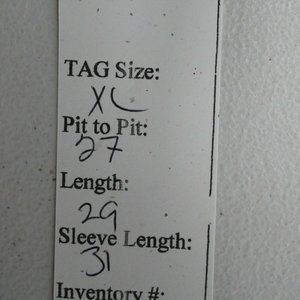 TAG Size:
XL
Pit to Pit:
27
Length:
29
Sleeve Length:
31
Inventory #: